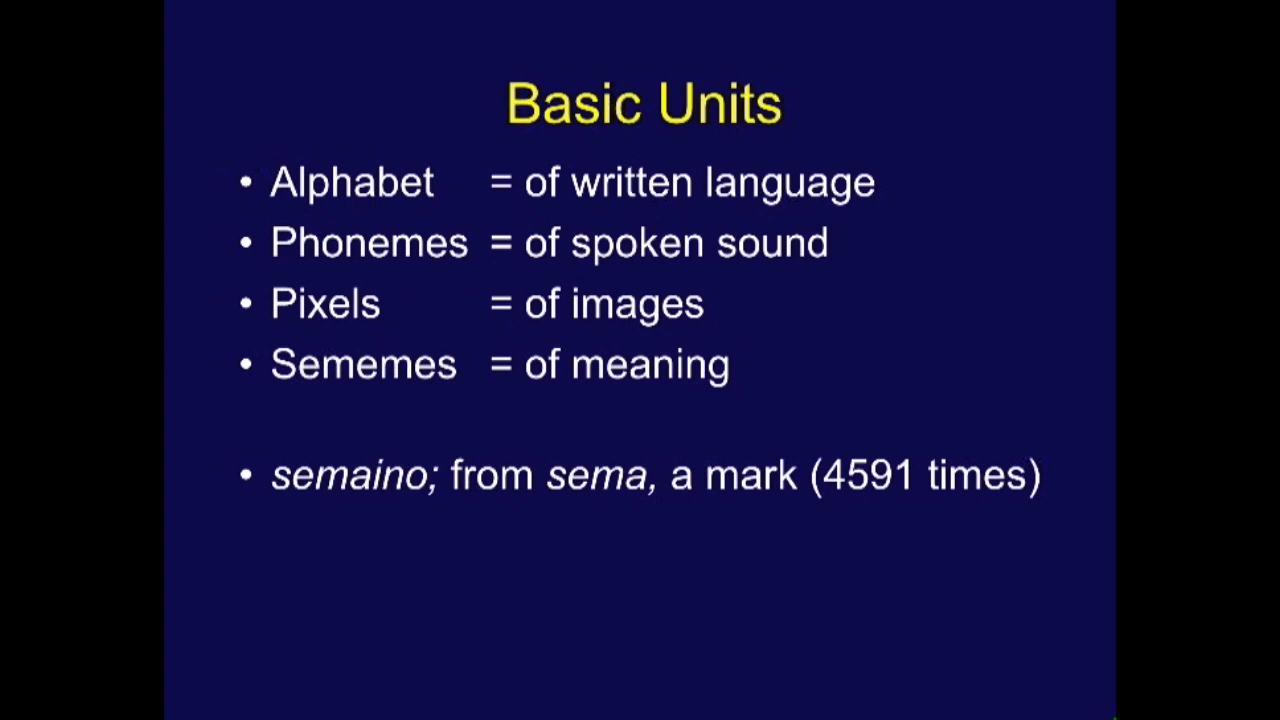 Basic Units
• Alphabet = of written language
• Phonemes = of spoken sound
• Pixels = of images
• Sememes = of meaning
• semaino; from sema, a mark (4591 times)